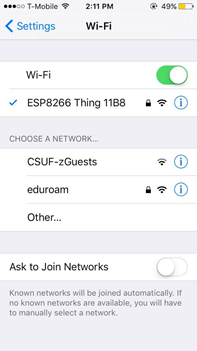 T-Mobile 2:11 PM 49%
Settings Wi-Fi
Wi-Fi
ESP8266 Thing 11B8
CHOOSE A NETWORK...
CSUF-zGuests
eduroam
Other...
Ask to Join Networks
Known networks will be joined automatically. If
no known networks are available, you will have
to manually select a network.